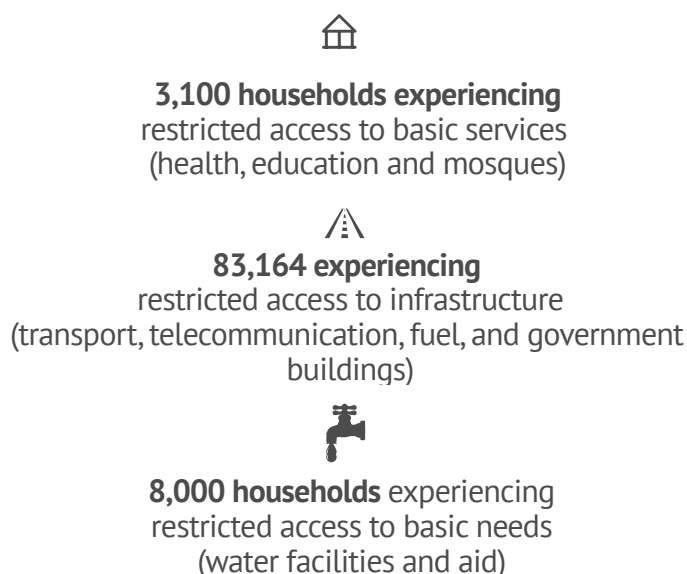 3,100 households experiencing
restricted access to basic services
(health, education and mosques)
83,164 experiencing
restricted access to infrastructure
(transport, telecommunication, fuel, and government
buildings)
8,000 households experiencing
restricted access to basic needs
(water facilities and aid)